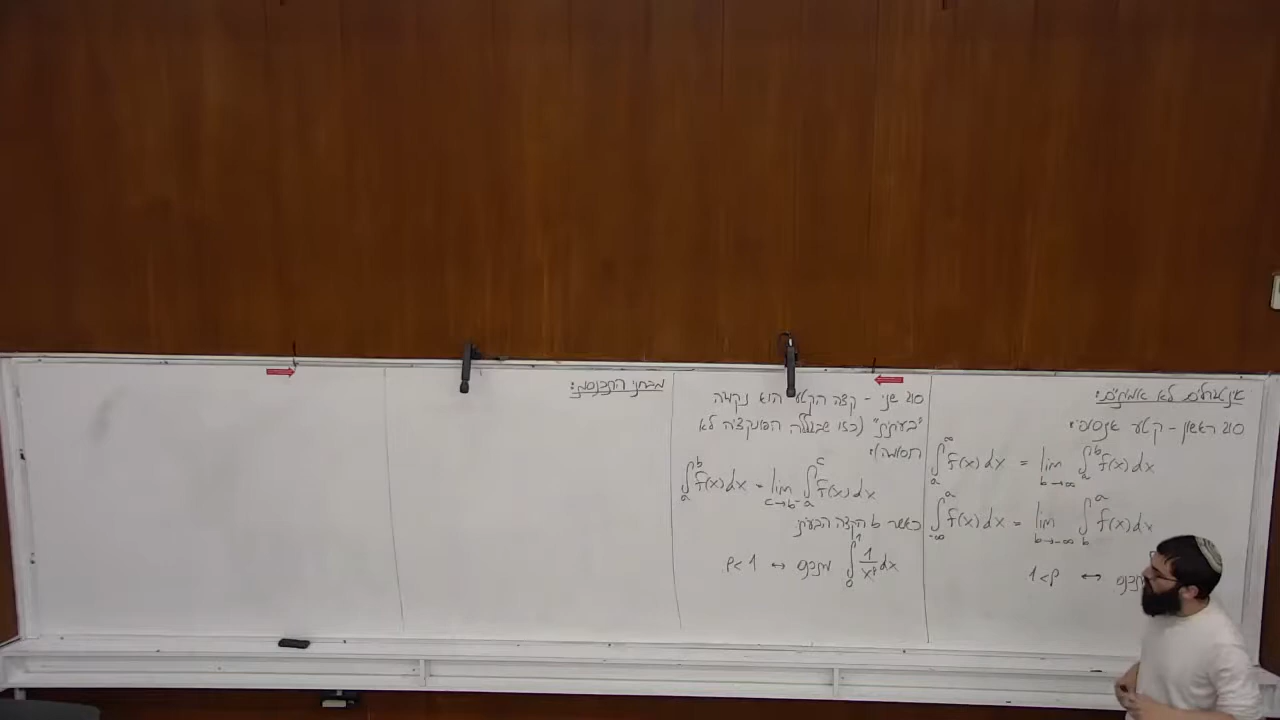 אינטגרלים לא אמיתיים:
סוג ראשון - קטע אינסופי:
∫_a^∞ f(x)dx = lim_{b→∞} ∫_a^b f(x)dx
∫_{-∞}^a f(x)dx = lim_{b→-∞} ∫_b^a f(x)dx
מתכנס ↔ 1<p
סוג שני - קצה הקטע הוא נקודה
"בעייתית" (כזו שבגללה הפונקציה לא
חסומה):
∫_a^b f(x)dx = lim_{c→b^-} ∫_a^c f(x)dx
כאשר b הקצה הבעייתי
∫_0^1 1/x^p dx מתכנס ↔ p<1
מבחני התכנסות: